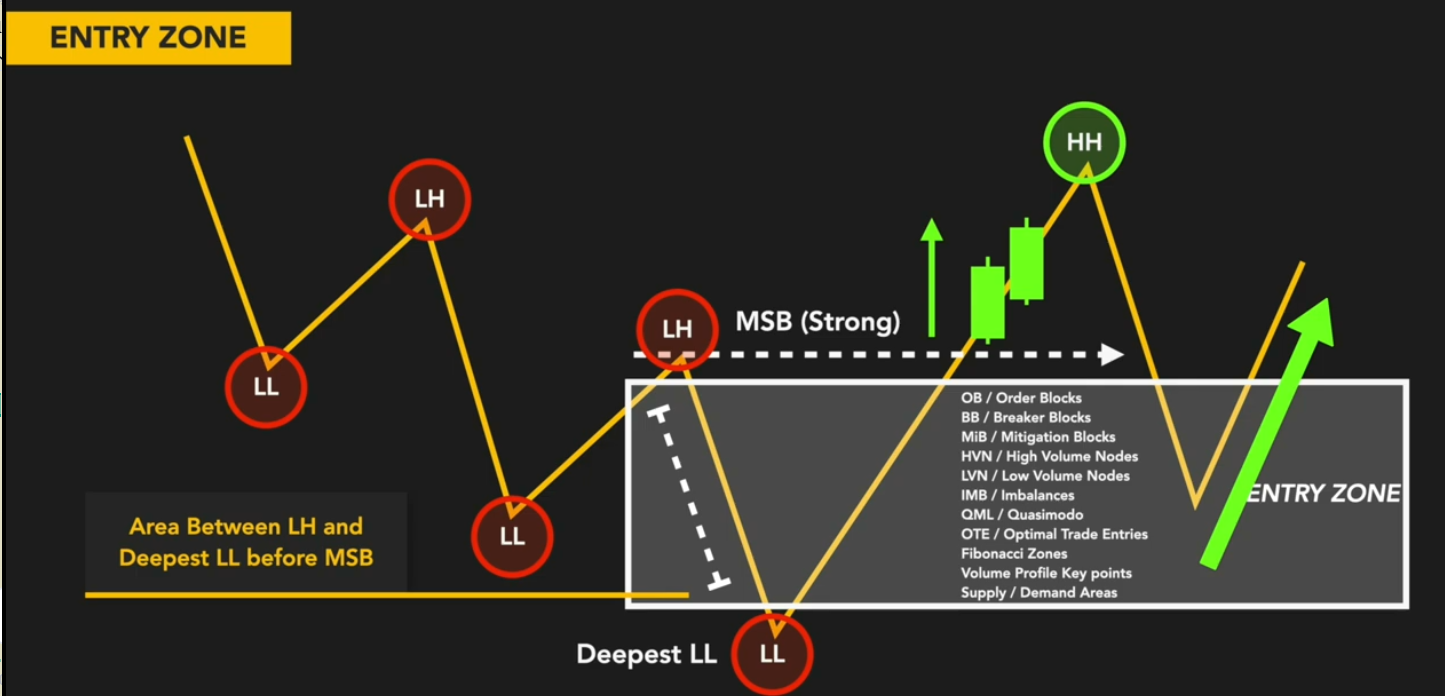 ENTRY ZONE
HH
LH
LH
MSB (Strong)
LL
OB / Order Blocks
BB / Breaker Blocks
MiB / Mitigation Blocks
HVN / High Volume Nodes
LVN / Low Volume Nodes
IMB / Imbalances
QML / Quasimodo
OTE / Optimal Trade Entries
Fibonacci Zones
Volume Profile Key points
Supply / Demand Areas
ENTRY ZONE
Area Between LH and
Deepest LL before MSB
LL
Deepest LL
LL